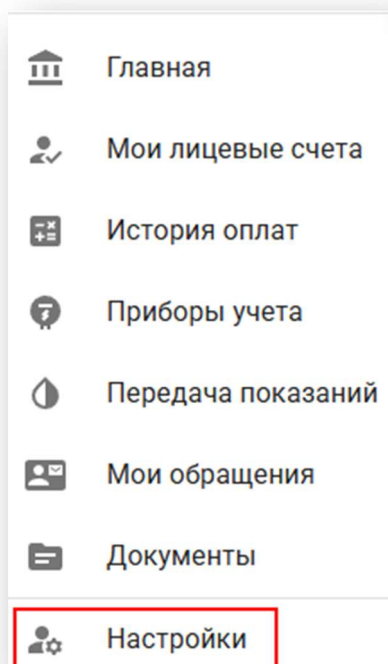 Главная
Мои лицевые счета
История оплат
Приборы учета
Передача показаний
Мои обращения
Документы
Настройки